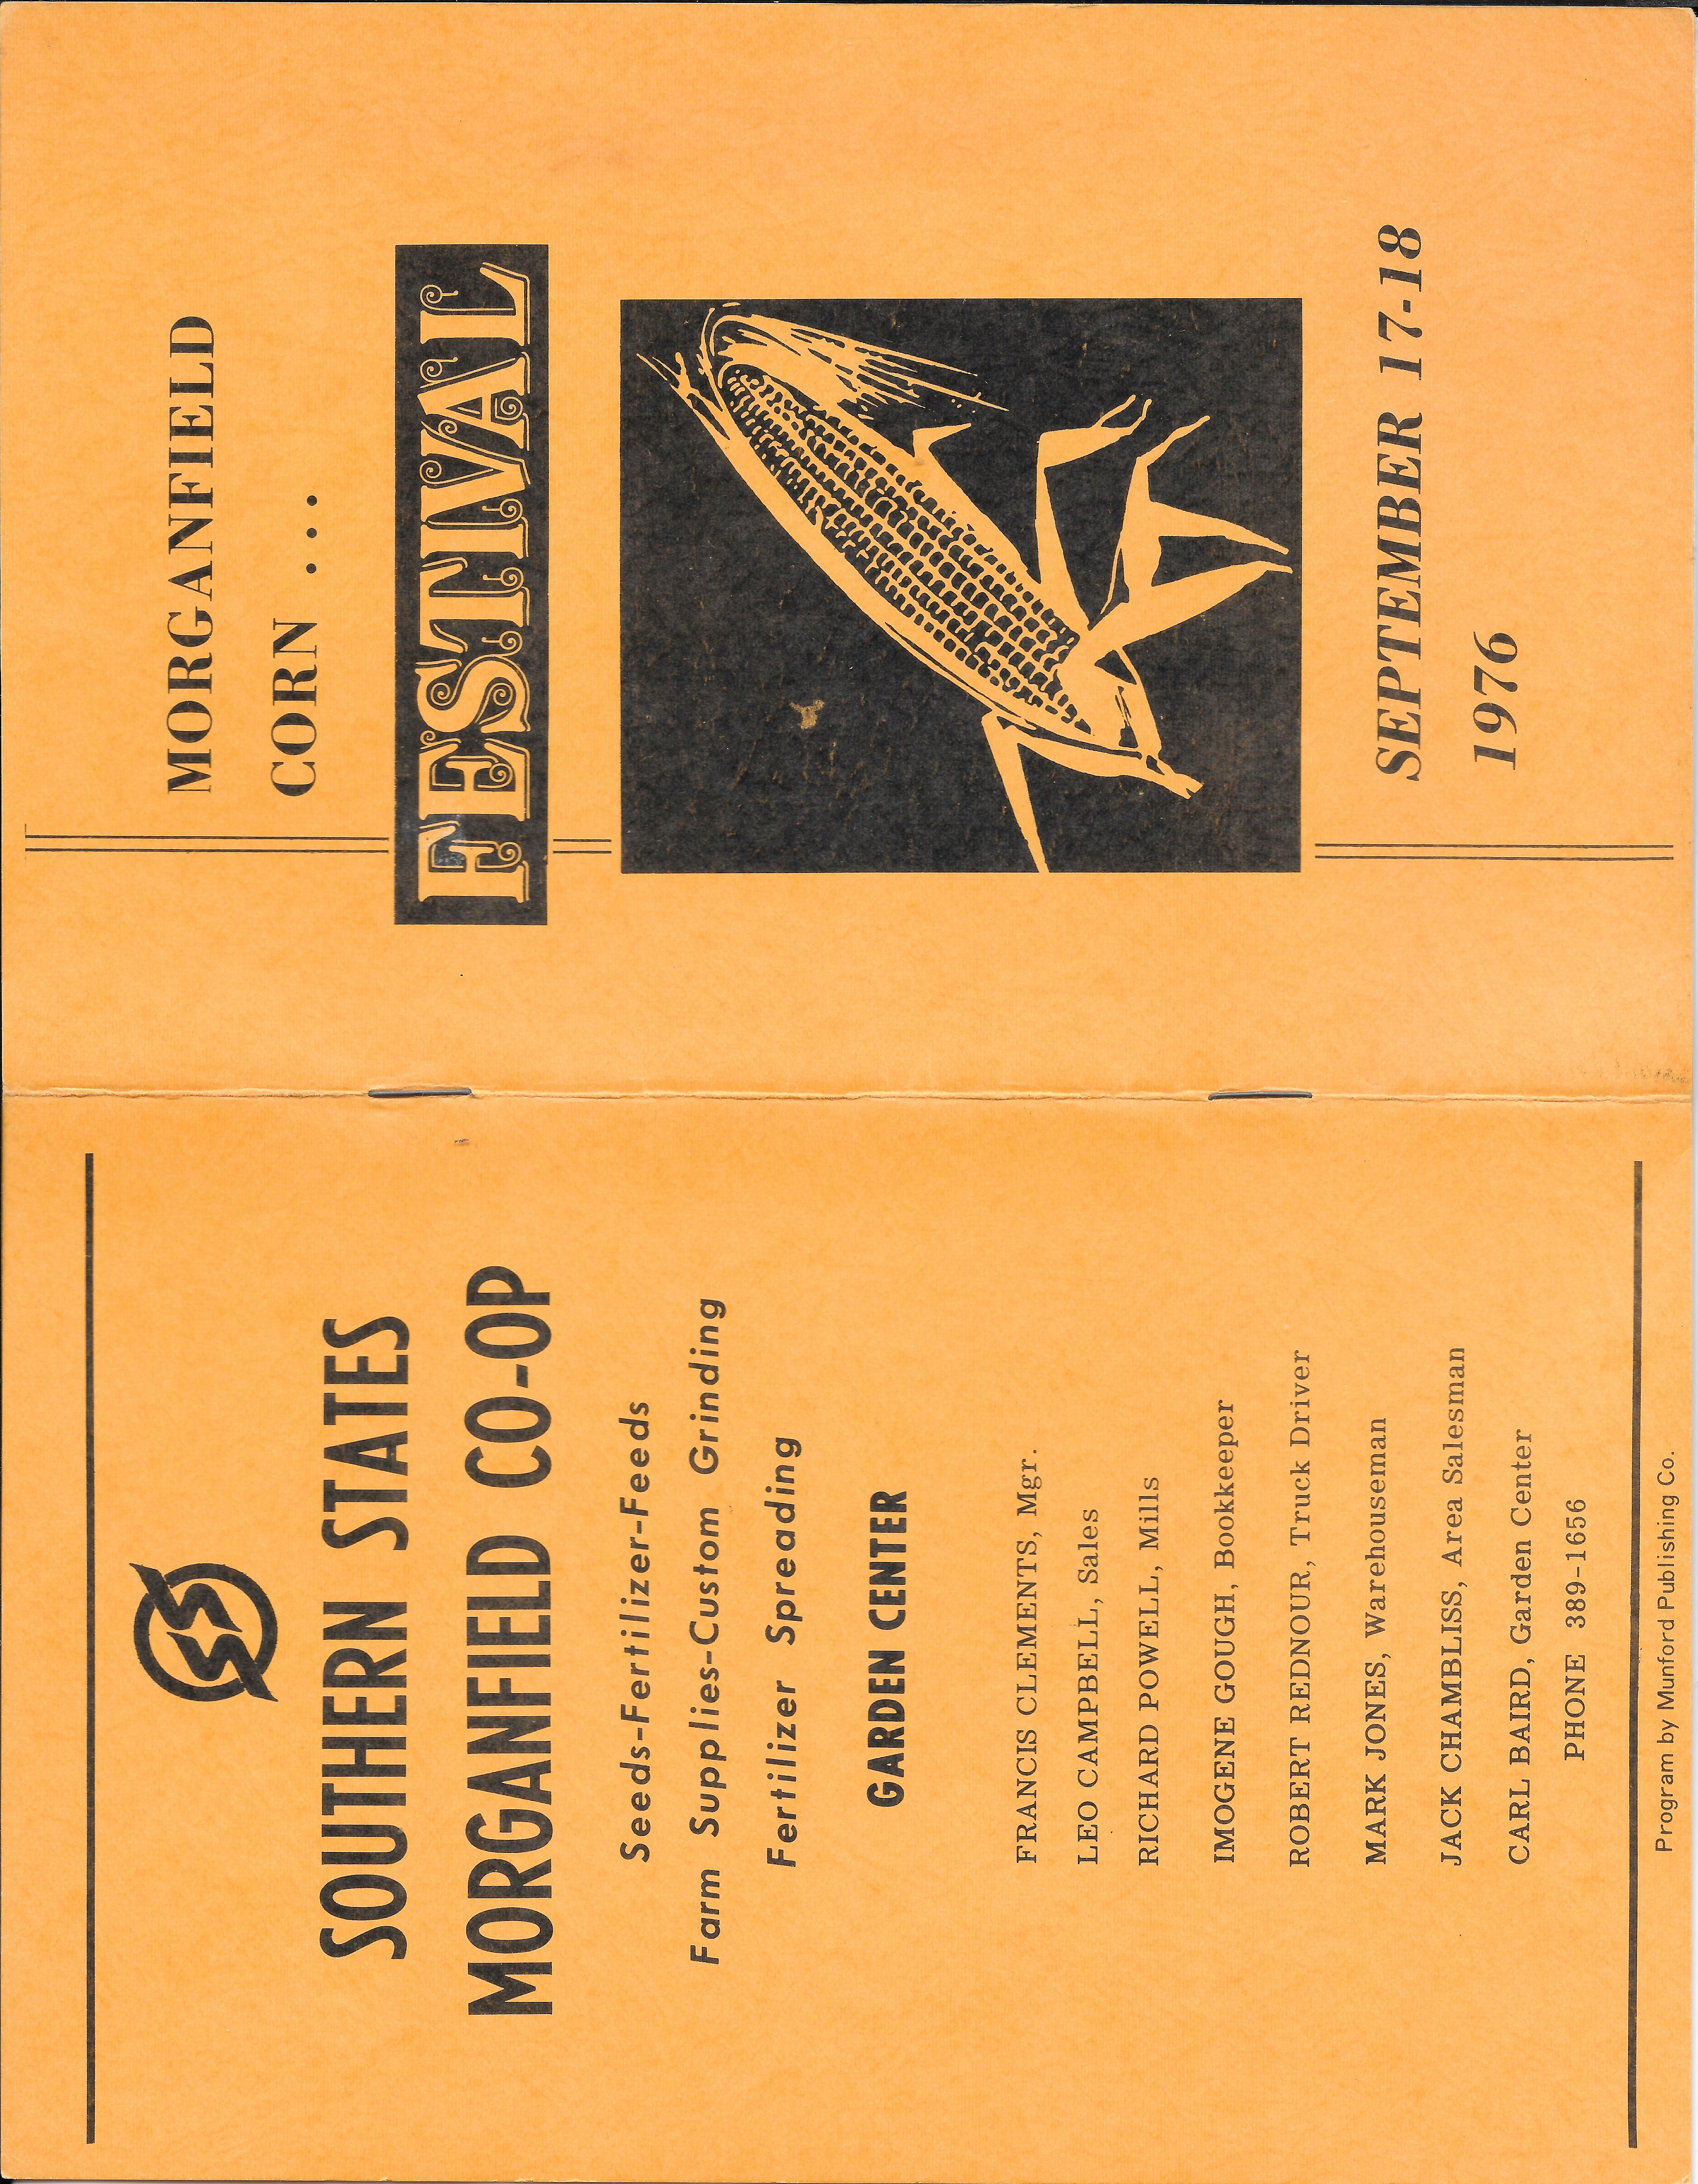 MORGANFIELD
CORN ...
FESTIVAL
SEPTEMBER 17-18
1976
SS
SOUTHERN STATES
MORGANFIELD CO-OP
Seeds-Fertilizer-Feeds
Farm Supplies-Custom Grinding
Fertilizer Spreading
GARDEN CENTER
FRANCIS CLEMENTS, Mgr.
LEO CAMPBELL, Sales
RICHARD POWELL, Mills
IMOGENE GOUGH, Bookkeeper
ROBERT REDNOUR, Truck Driver
MARK JONES, Warehouseman
JACK CHAMBLISS, Area Salesman
CARL BAIRD, Garden Center
PHONE 389-1656
Program by Munford Publishing Co.